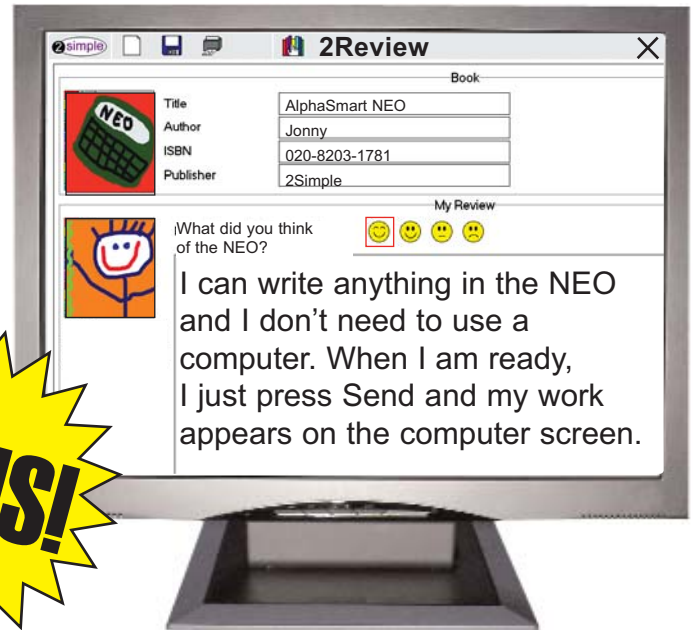 2simple
2Review
Book
NEO
Title
AlphaSmart NEO
Author
Jonny
ISBN
020-8203-1781
Publisher
2Simple
My Review
What did you think
of the NEO?
I can write anything in the NEO
and I don't need to use a
computer. When I am ready,
I just press Send and my work
appears on the computer screen.